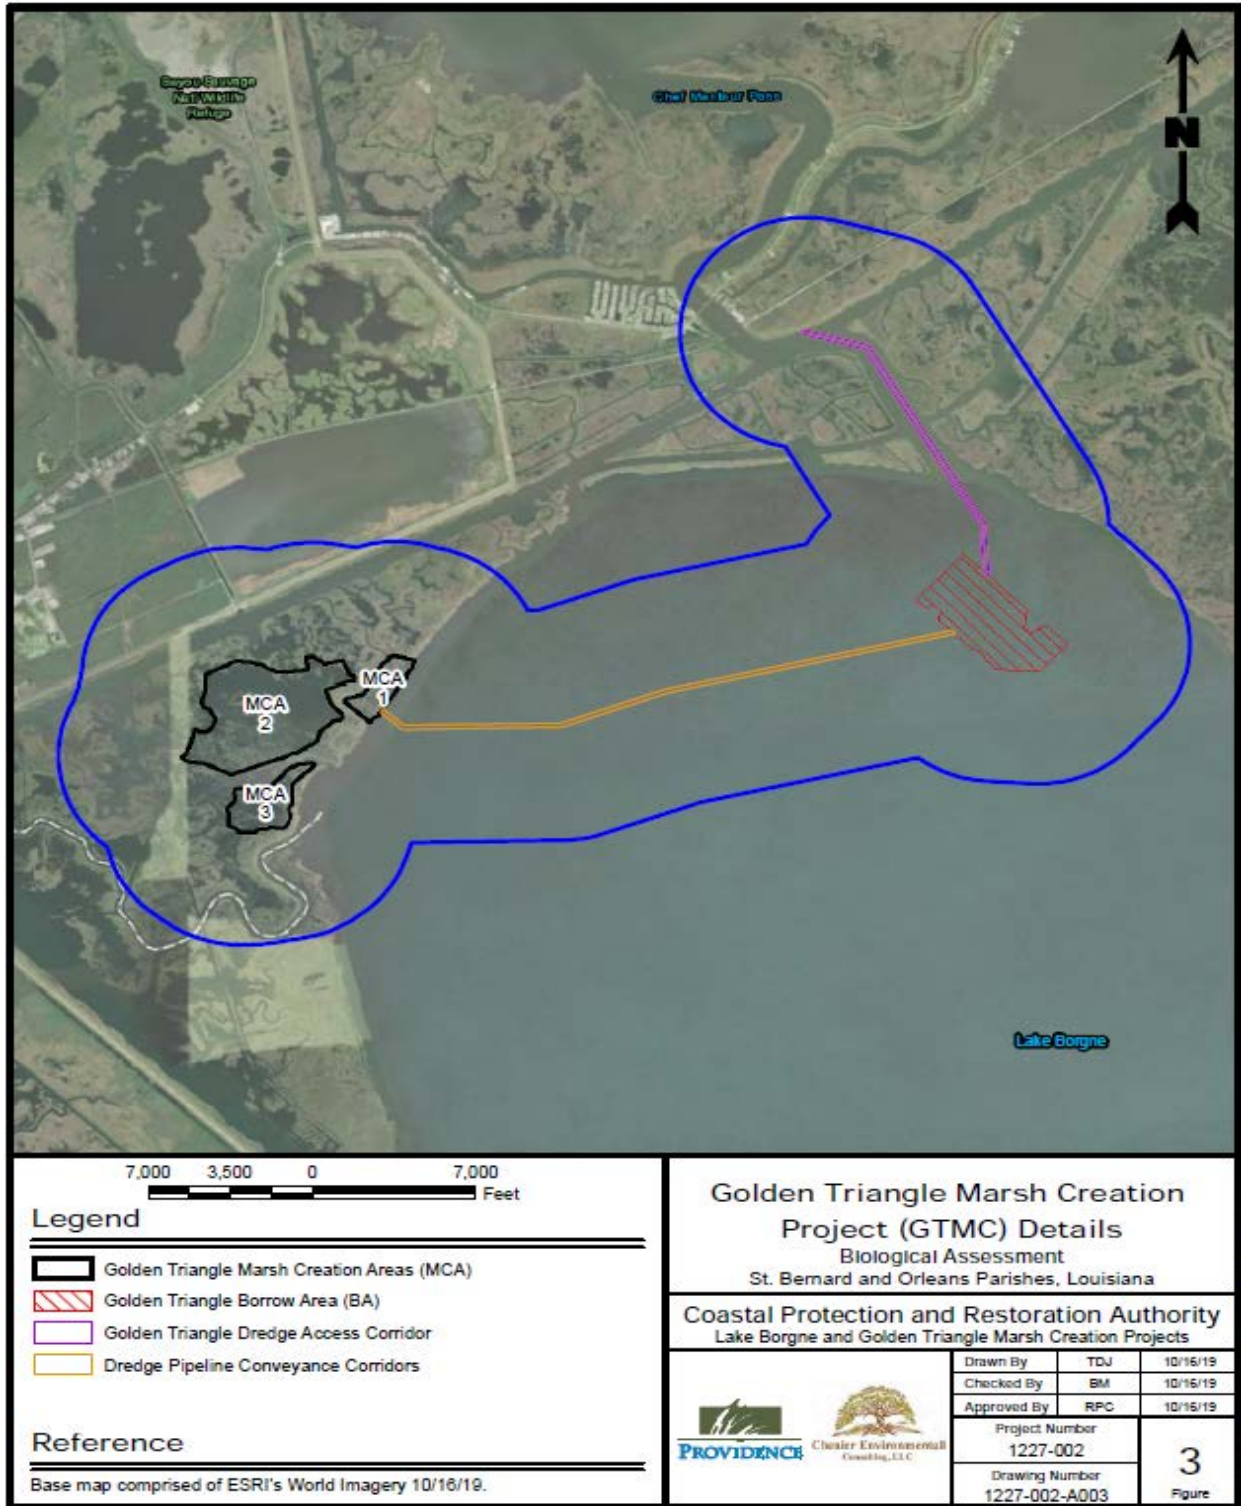 Bayou Sauvage
Natl Wildlife
Refuge
Chef Menteur Pass
N
MCA
1
MCA
2
MCA
3
Lake Borgne
7,000 3,500 0 7,000
Feet
Legend
Golden Triangle Marsh Creation Areas (MCA)
Golden Triangle Borrow Area (BA)
Golden Triangle Dredge Access Corridor
Dredge Pipeline Conveyance Corridors
Reference
Base map comprised of ESRI's World Imagery 10/16/19.
Golden Triangle Marsh Creation
Project (GTMC) Details
Biological Assessment
St. Bernard and Orleans Parishes, Louisiana
Coastal Protection and Restoration Authority
Lake Borgne and Golden Triangle Marsh Creation Projects
PROVIDENCE
Chenier Environmental
Consulting, LLC
Drawn By TDJ 10/16/19
Checked By BM 10/16/19
Approved By RPC 10/16/19
Project Number
1227-002
Drawing Number
1227-002-A003
3
Figure